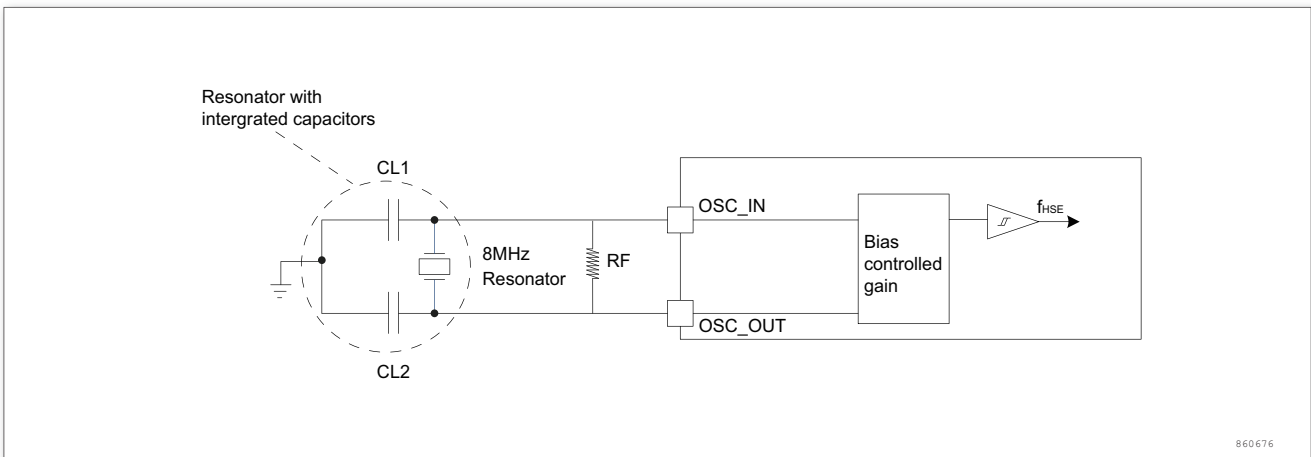 Resonator with
intergrated capacitors
CL1
OSC_IN
fHSE
8MHz
Resonator
RF
Bias
controlled
gain
OSC_OUT
CL2
860676